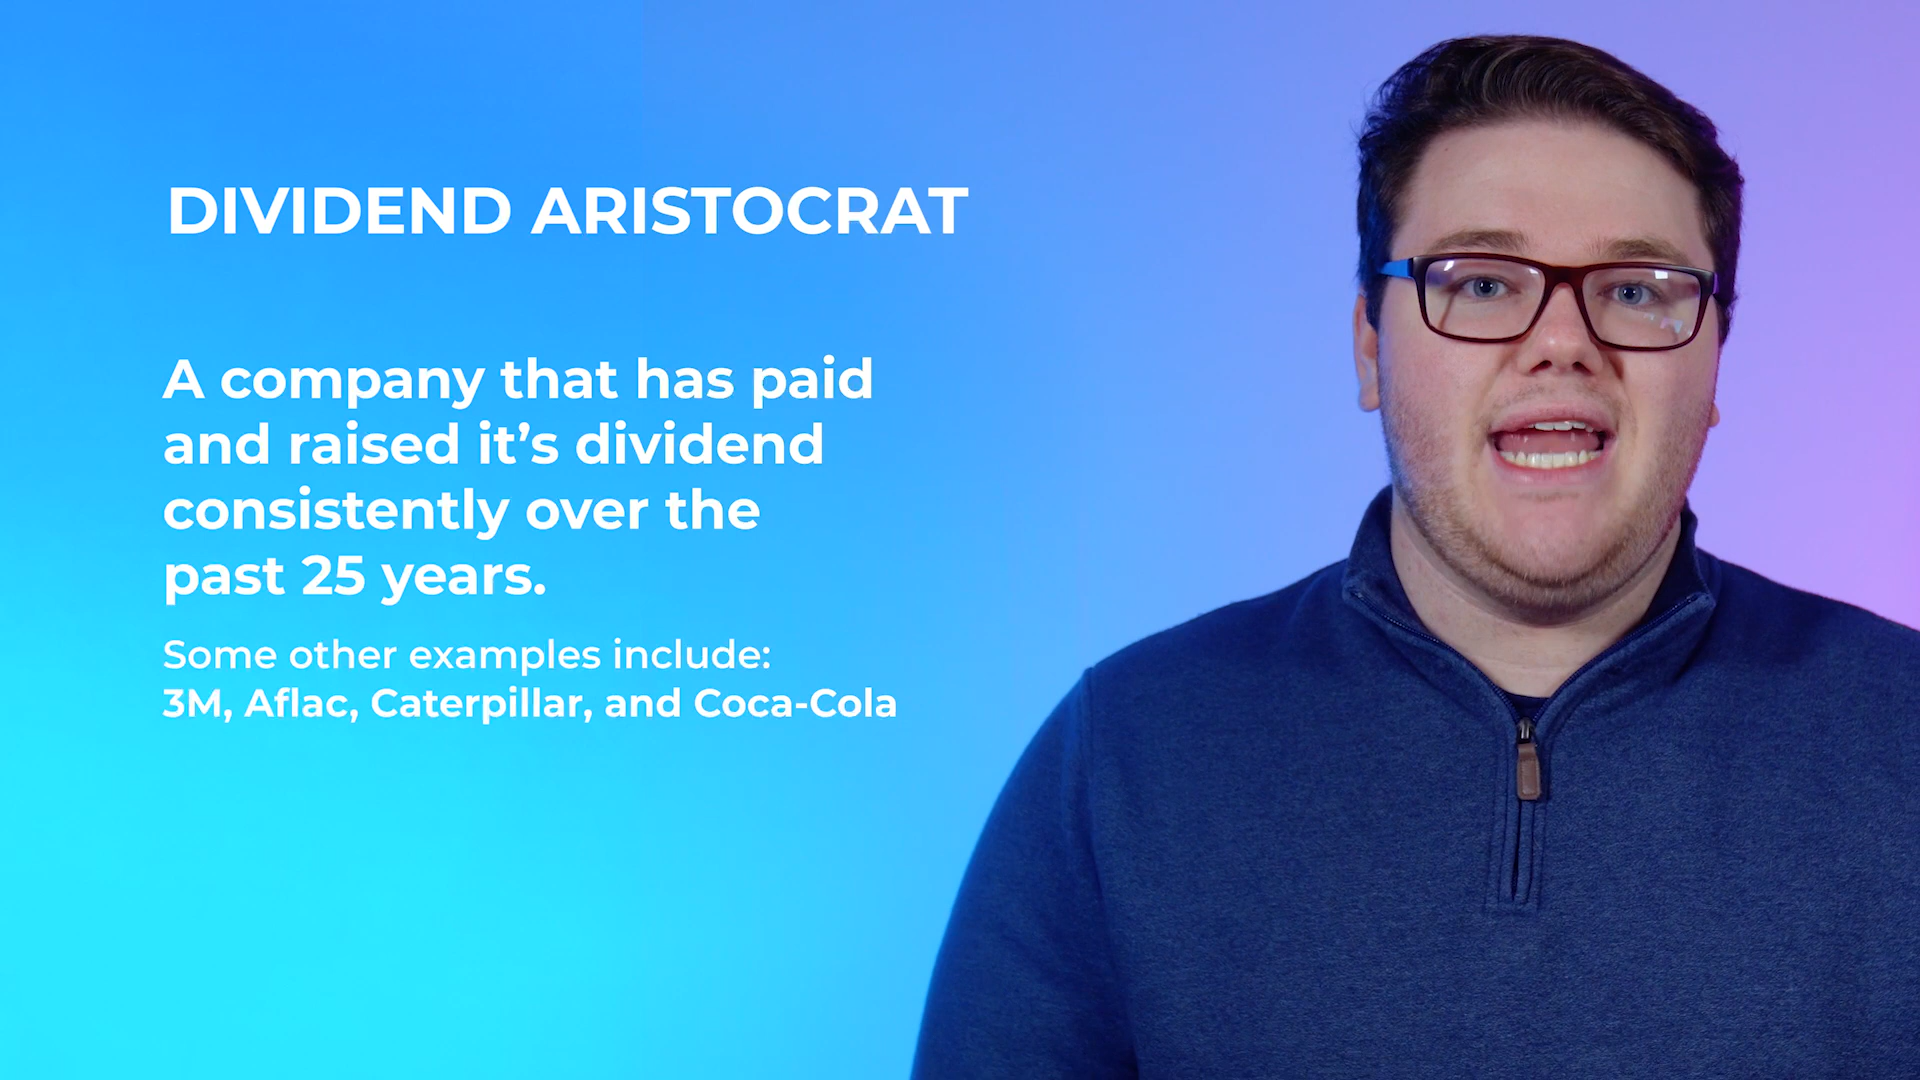 DIVIDEND ARISTOCRAT
A company that has paid
and raised it’s dividend
consistently over the
past 25 years.
Some other examples include:
3M, Aflac, Caterpillar, and Coca-Cola